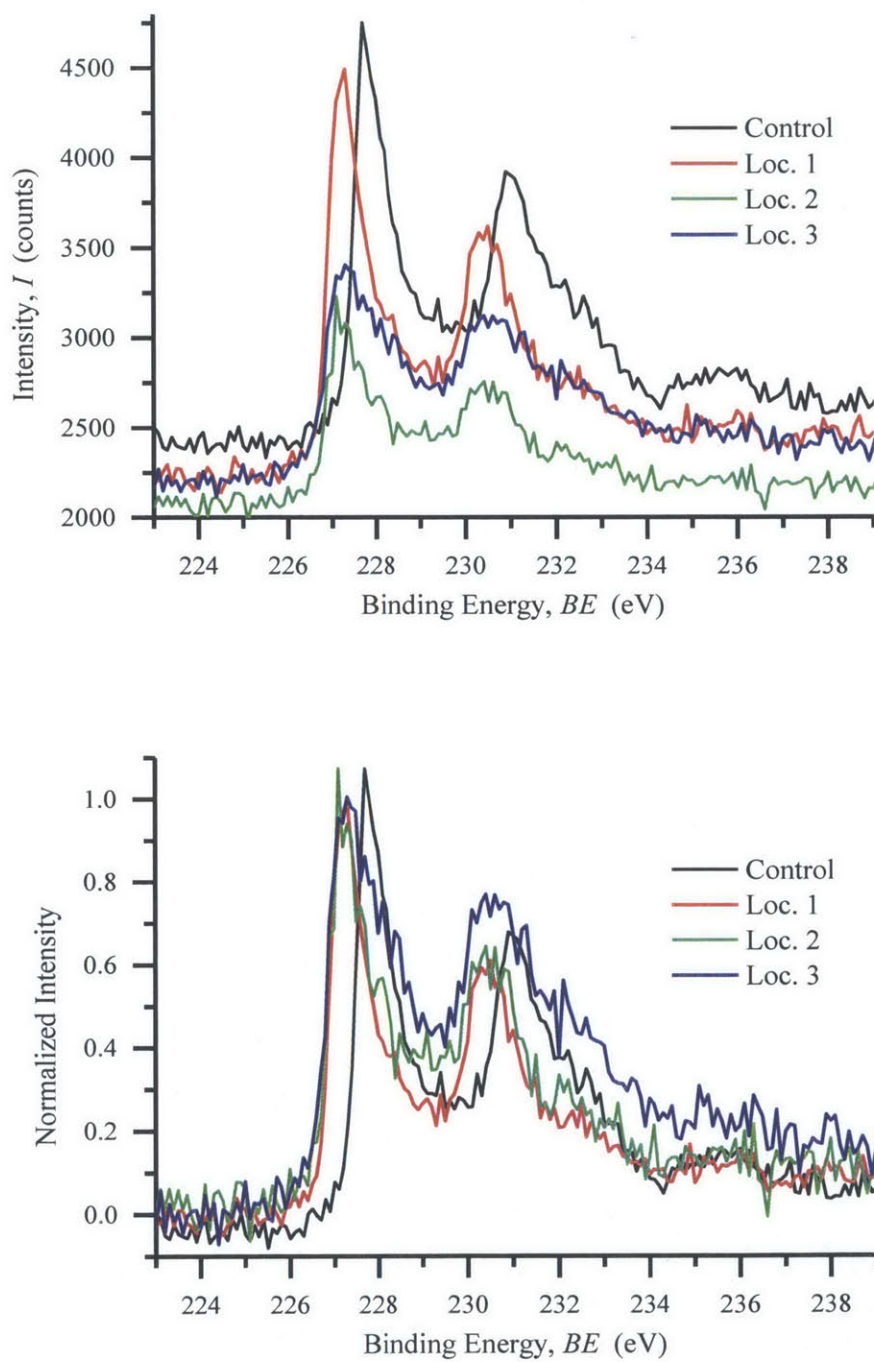 4500
4000
3500
3000
2500
2000
Intensity, I (counts)
Control
Loc. 1
Loc. 2
Loc. 3
224 226 228 230 232 234 236 238
Binding Energy, BE (eV)
1.0
0.8
0.6
0.4
0.2
0.0
Normalized Intensity
Control
Loc. 1
Loc. 2
Loc. 3
224 226 228 230 232 234 236 238
Binding Energy, BE (eV)